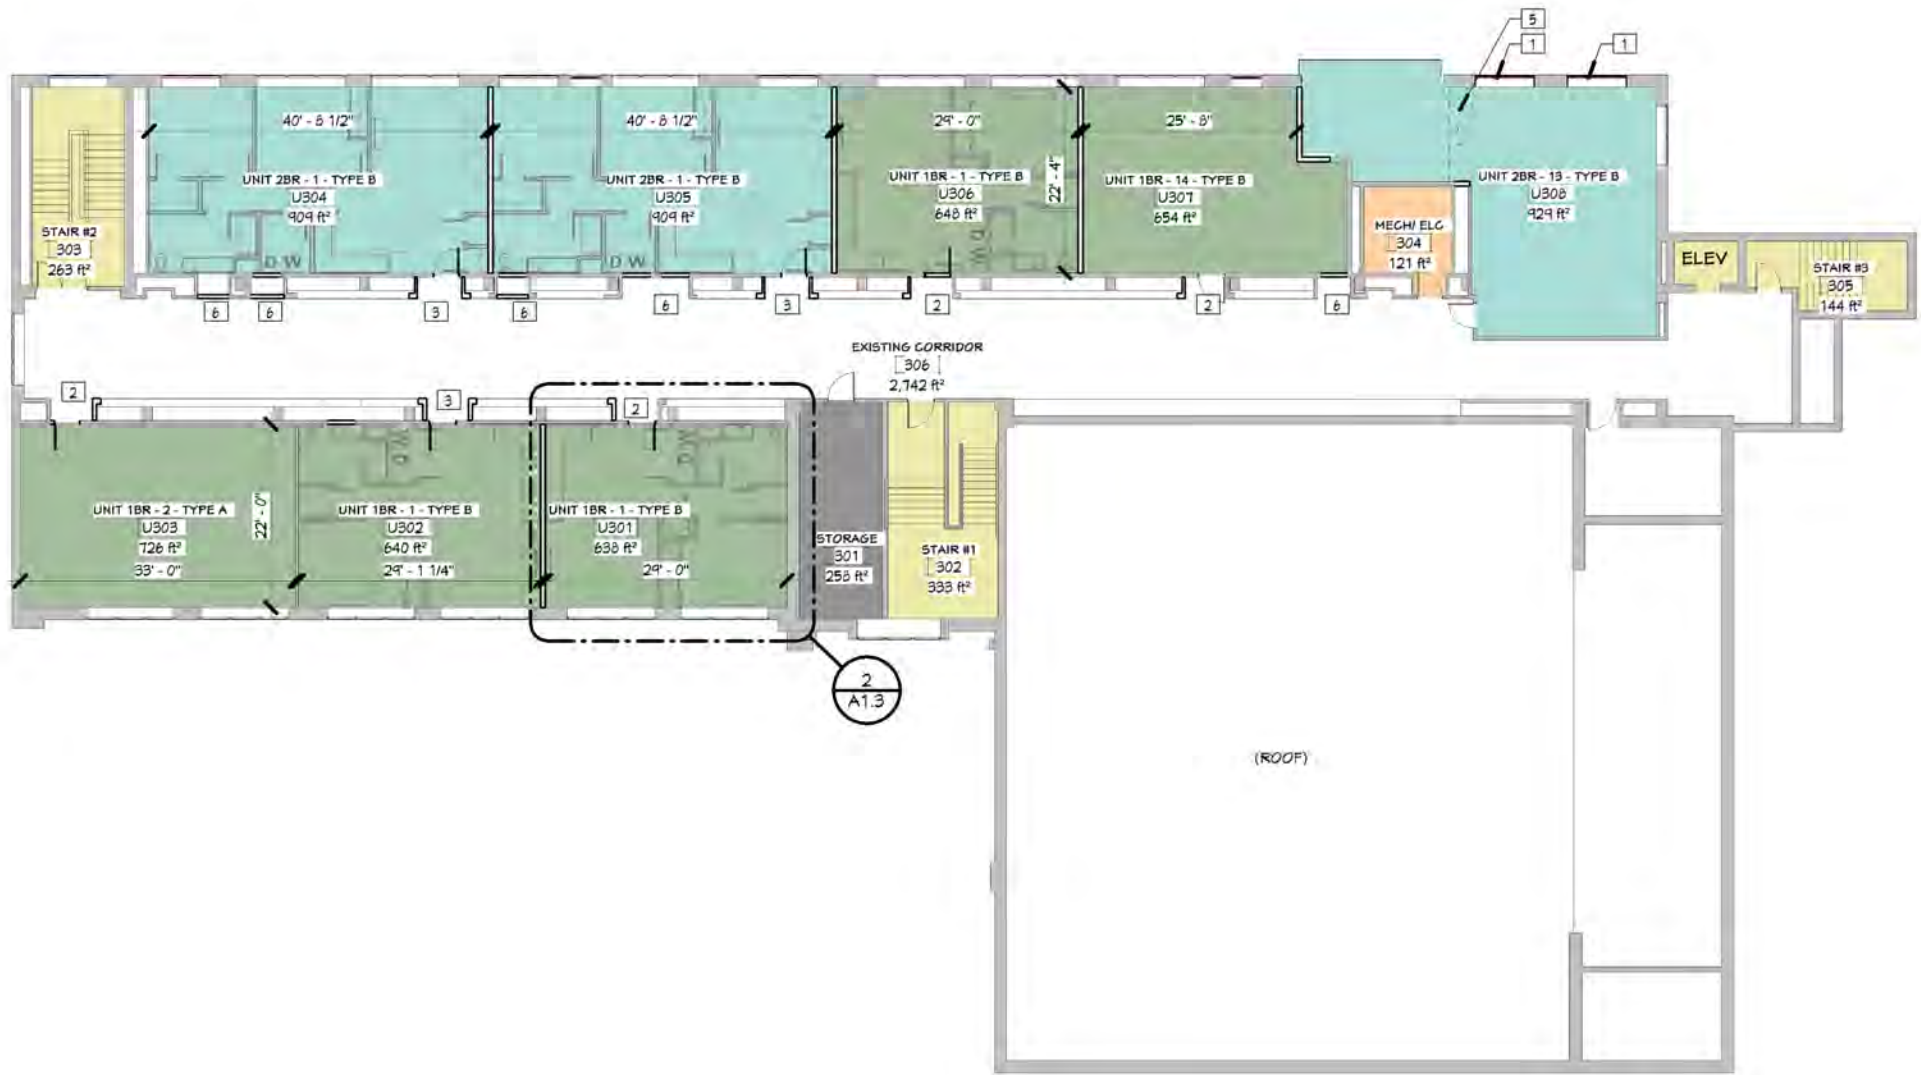 5
1
1
40' - 8 1/2"
40' - 8 1/2"
29' - 0"
25' - 8"
22' - 4"
UNIT 2BR - 1 - TYPE B
U304
909 ft²
UNIT 2BR - 1 - TYPE B
U305
909 ft²
UNIT 1BR - 1 - TYPE B
U306
648 ft²
UNIT 1BR - 14 - TYPE B
U307
654 ft²
UNIT 2BR - 13 - TYPE B
U308
929 ft²
STAIR #2
303
263 ft²
MECH/ ELC
304
121 ft²
ELEV
STAIR #3
305
144 ft²
D W
D W
W D
6
6
3
6
6
3
2
2
6
EXISTING CORRIDOR
306
2,742 ft²
2
3
2
W D
W D
UNIT 1BR - 2 - TYPE A
U303
726 ft²
33' - 0"
22' - 0"
UNIT 1BR - 1 - TYPE B
U302
640 ft²
29' - 1 1/4"
UNIT 1BR - 1 - TYPE B
U301
638 ft²
29' - 0"
STORAGE
301
258 ft²
STAIR #1
302
333 ft²
2
A1.3
(ROOF)